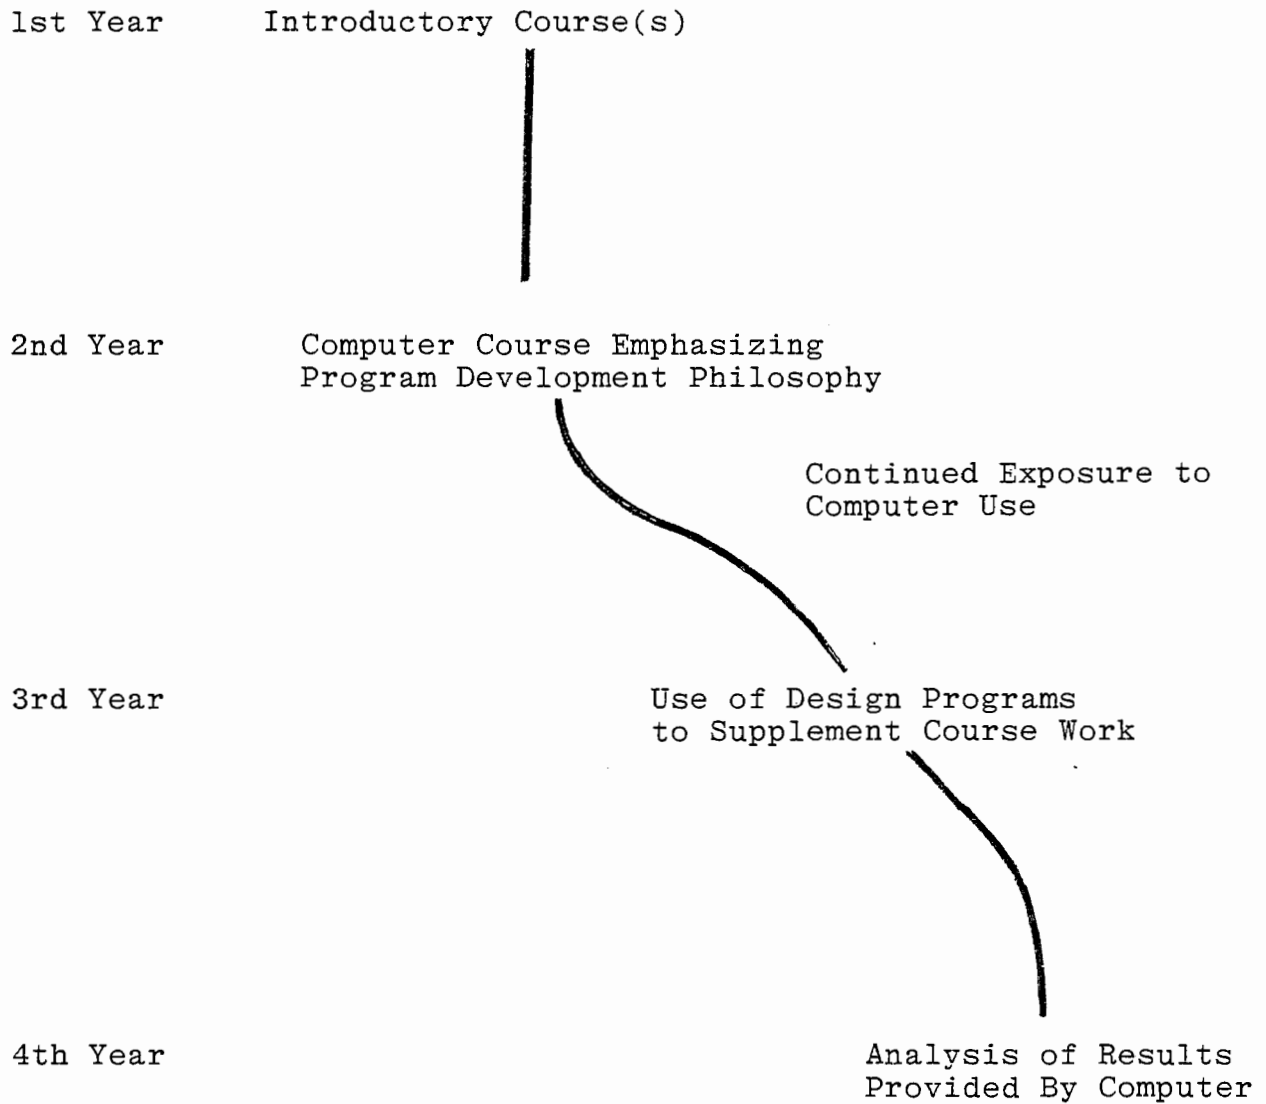 1st Year Introductory Course(s)
2nd Year Computer Course Emphasizing
Program Development Philosophy
Continued Exposure to
Computer Use
3rd Year Use of Design Programs
to Supplement Course Work
4th Year Analysis of Results
Provided By Computer